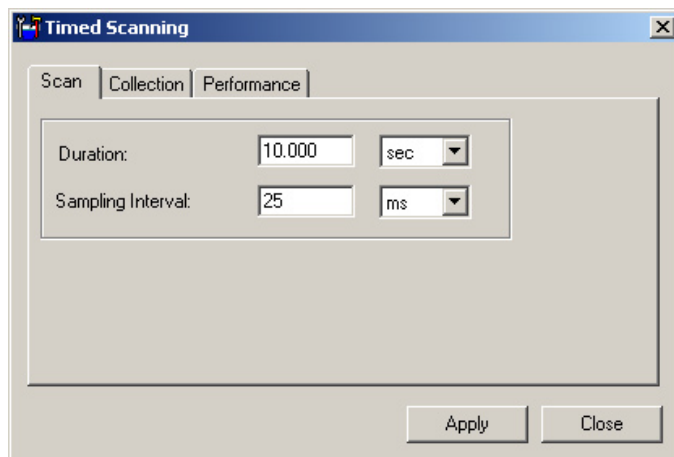 Timed Scanning
Scan Collection Performance
Duration: 10.000 sec
Sampling Interval: 25 ms
Apply Close